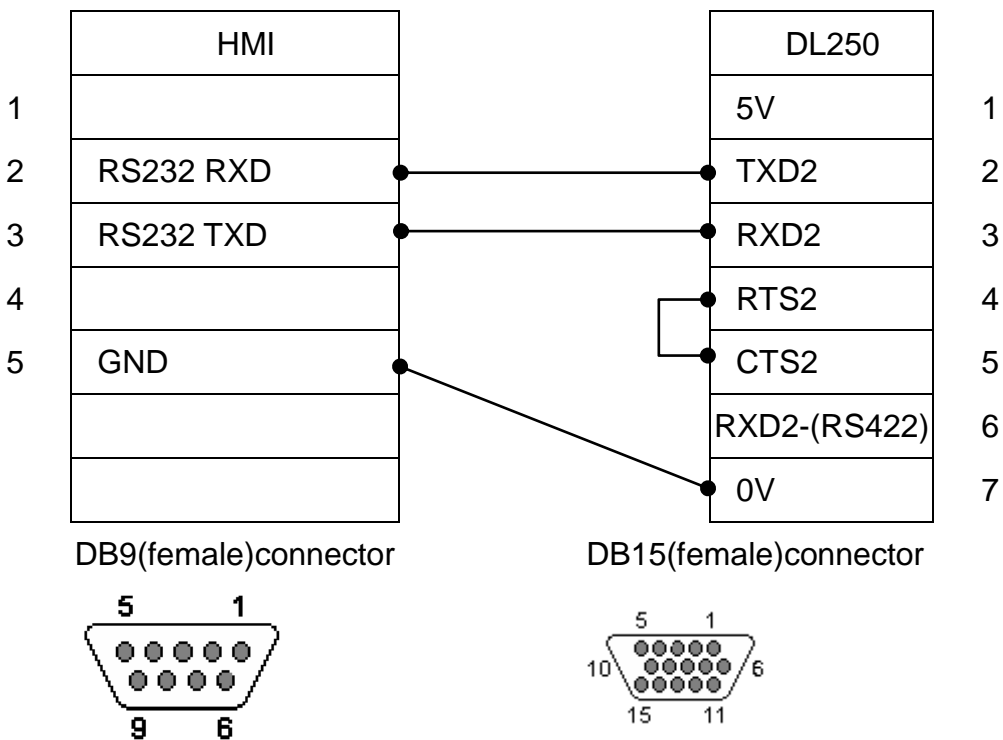 HMI DL250
1 5V 1
2 RS232 RXD TXD2 2
3 RS232 TXD RXD2 3
4 RTS2 4
5 GND CTS2 5
RXD2-(RS422) 6
0V 7
DB9(female)connector DB15(female)connector
5 1 5 1
10 6
9 6 15 11